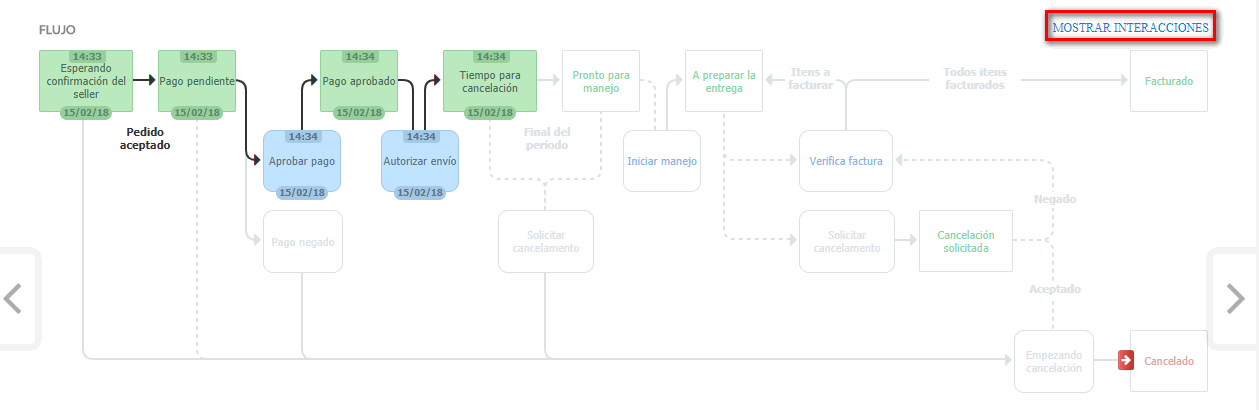 FLUJO
MOSTRAR INTERACCIONES
14:33
Esperando
confirmación del
seller
15/02/18
14:33
Pago pendiente
15/02/18
14:34
Pago aprobado
15/02/18
14:34
Tiempo para
cancelación
15/02/18
Pronto para
manejo
A preparar la
entrega
Itens a
facturar
Todos itens
facturados
Facturado
Pedido
aceptado
14:34
Aprobar pago
15/02/18
14:34
Autorizar envío
15/02/18
Final del
período
Iniciar manejo
Verifica factura
Negado
Pago negado
Solicitar
cancelamento
Solicitar
cancelamento
Cancelación
solicitada
Aceptado
Empezando
cancelación
Cancelado